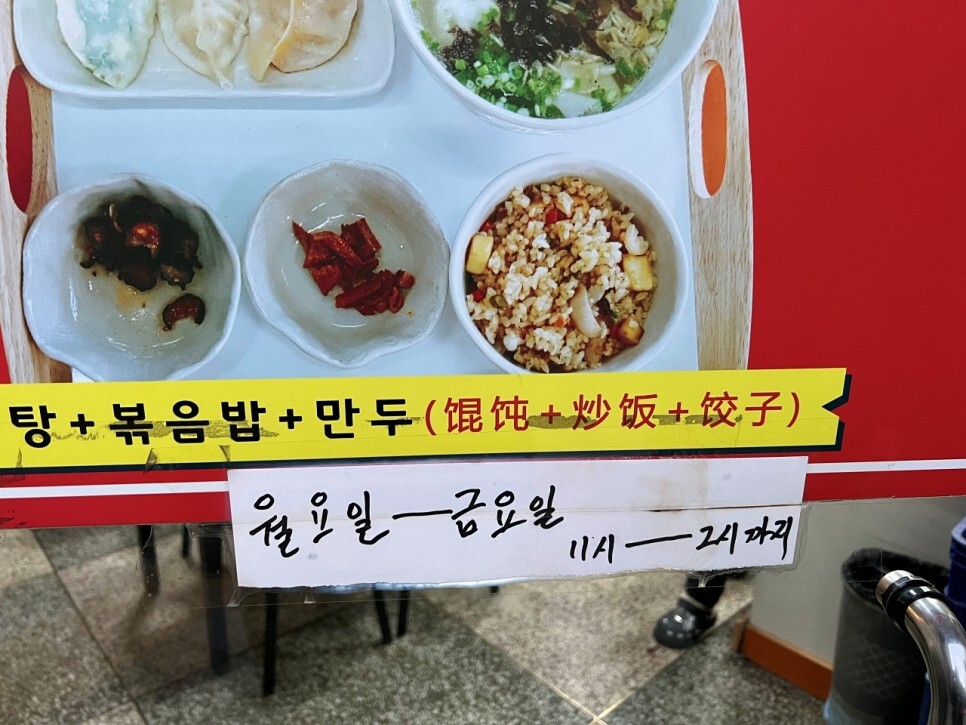 탕+볶음밥+만두(馄饨+炒饭+饺子)
월요일 — 금요일
11시 — 2시까지